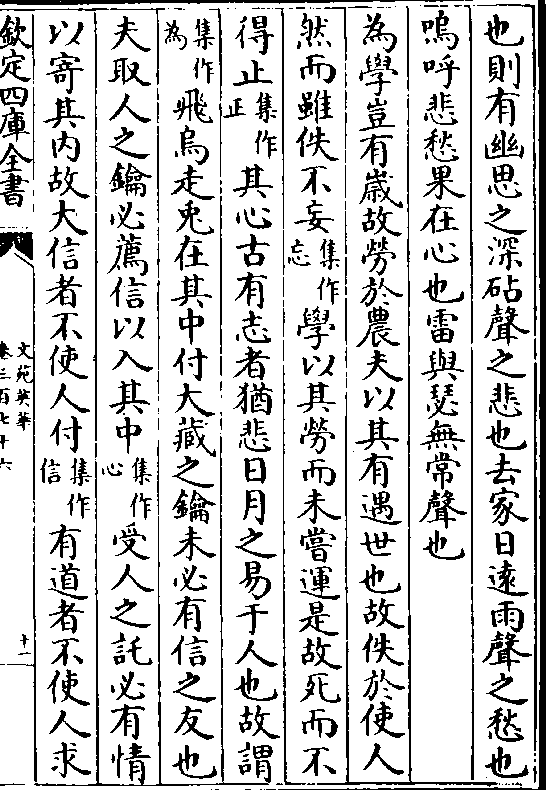 也則有幽思之深砧聲之悲也去家日遠雨聲之愁也
嗚呼悲愁果在心也雷與瑟無常聲也
為學豈有嵗故勞於農夫以其有遇世也故佚於使人
然而雖佚不妄集作忘學以其勞而未嘗運是故死而不
得止集作正其心古有志者猶悲日月之易于人也故謂
集作為飛烏走兎在其中付大藏之鑰未必有信之友也
夫取人之鑰必薦信以入其中集作心受人之託必有情
以寄其内故大信者不使人付集作信有道者不使人求
欽定四庫全書
文苑英華
卷三百七十六
十一